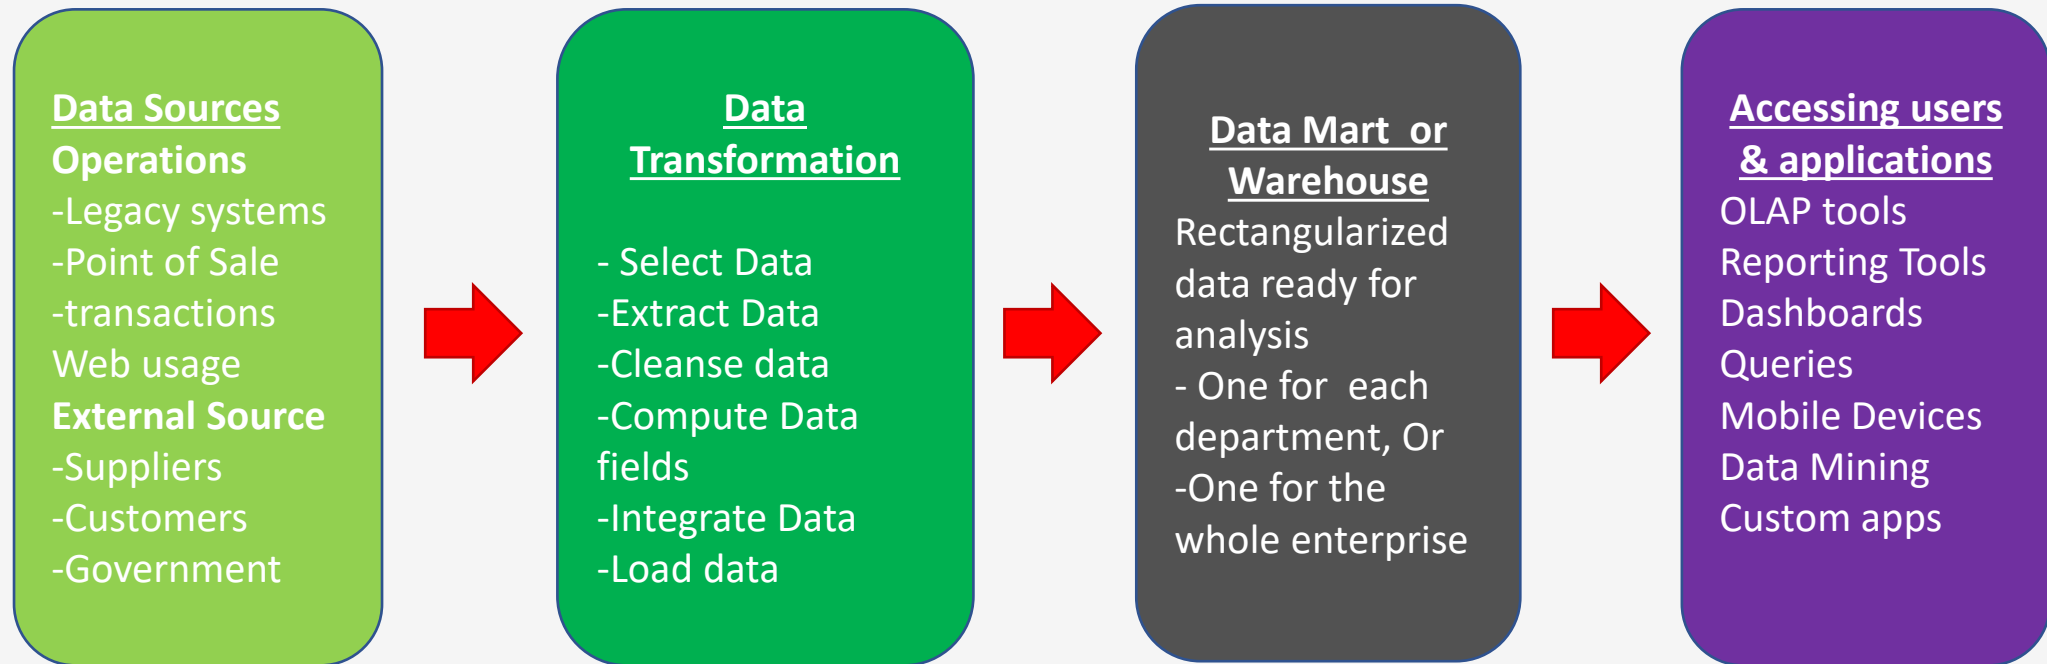 Data Sources
Operations
-Legacy systems
-Point of Sale
-transactions
Web usage
External Source
-Suppliers
-Customers
-Government
Data
Transformation
- Select Data
-Extract Data
-Cleanse data
-Compute Data
fields
-Integrate Data
-Load data
Data Mart  or
Warehouse
Rectangularized
data ready for
analysis
- One for  each
department, Or
-One for the
whole enterprise
Accessing users
& applications
OLAP tools
Reporting Tools
Dashboards
Queries
Mobile Devices
Data Mining
Custom apps